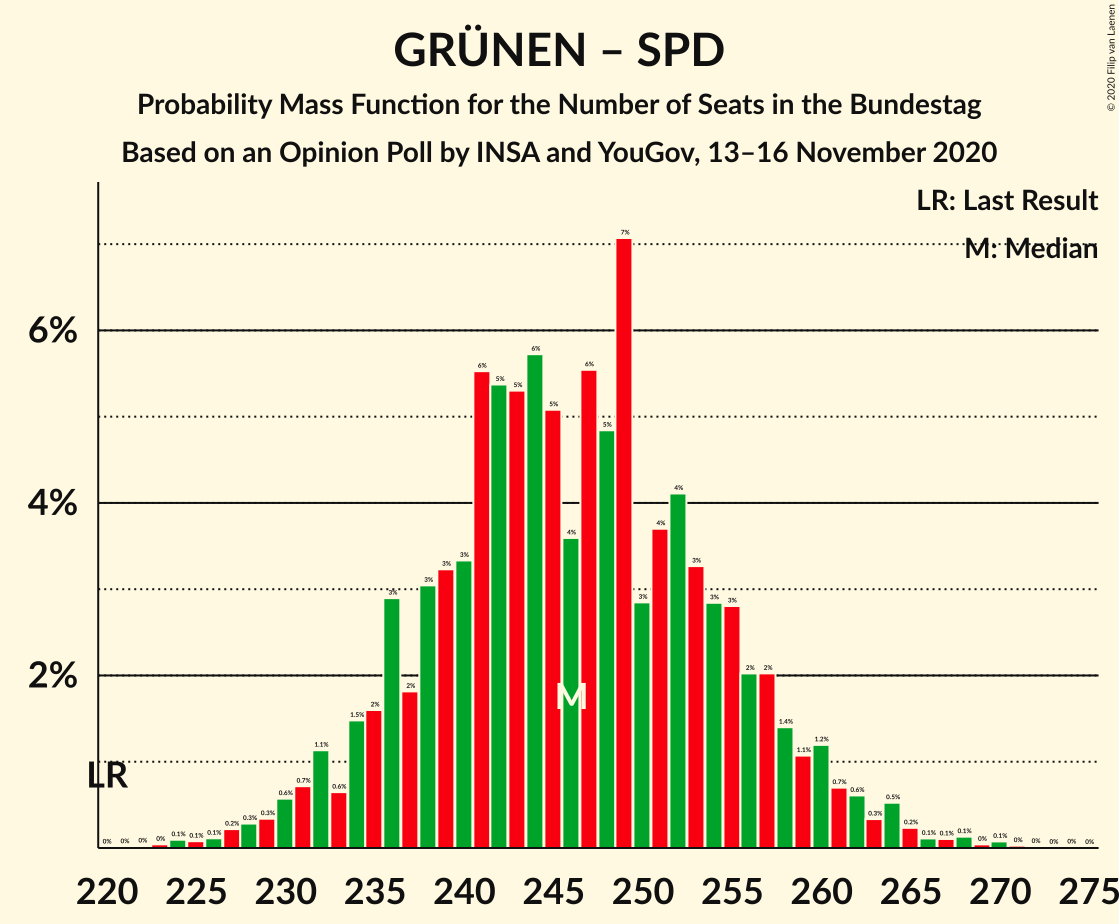 GRÜNEN – SPD
Probability Mass Function for the Number of Seats in the Bundestag
Based on an Opinion Poll by INSA and YouGov, 13–16 November 2020
© 2020 Filip van Laenen
LR: Last Result
M: Median
6%
4%
2%
LR
M
0% 0% 0% 0% 0.1% 0.1% 0.1% 0.2% 0.3% 0.3% 0.6% 0.7% 1.1% 0.6% 1.5% 2% 3% 2% 3% 3% 3% 6% 5% 5% 6% 5% 4% 6% 5% 7% 3% 4% 4% 3% 3% 3% 2% 2% 1.4% 1.1% 1.2% 0.7% 0.6% 0.3% 0.5% 0.2% 0.1% 0.1% 0.1% 0% 0.1% 0% 0% 0% 0% 0%
220 225 230 235 240 245 250 255 260 265 270 275